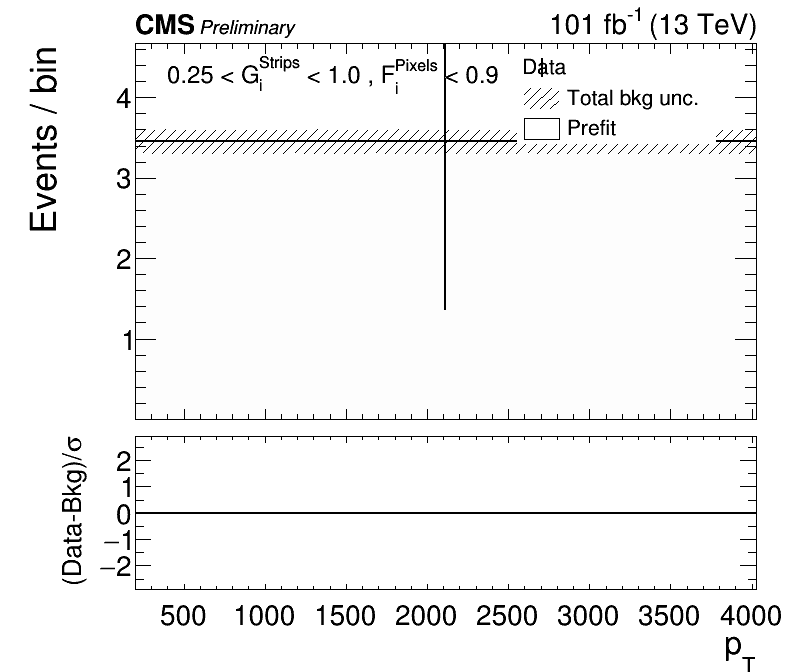 CMS Preliminary 101 fb⁻¹ (13 TeV)
0.25 < G_i^Strips < 1.0 , F_i^Pixels < 0.9
Data
Total bkg unc.
Prefit
Events / bin
4
3
2
1
(Data-Bkg)/σ
2
1
0
−1
−2
500 1000 1500 2000 2500 3000 3500 4000
p_T